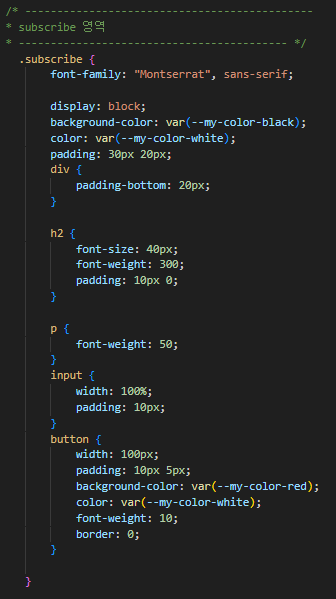 /* -----------------------------------------
* subscribe 영역
* --------------------------------------- */
.subscribe {
font-family: "Montserrat", sans-serif;
display: block;
background-color: var(--my-color-black);
color: var(--my-color-white);
padding: 30px 20px;
div {
padding-bottom: 20px;
}
h2 {
font-size: 40px;
font-weight: 300;
padding: 10px 0;
}
p {
font-weight: 50;
}
input {
width: 100%;
padding: 10px;
}
button {
width: 100px;
padding: 10px 5px;
background-color: var(--my-color-red);
color: var(--my-color-white);
font-weight: 10;
border: 0;
}
}